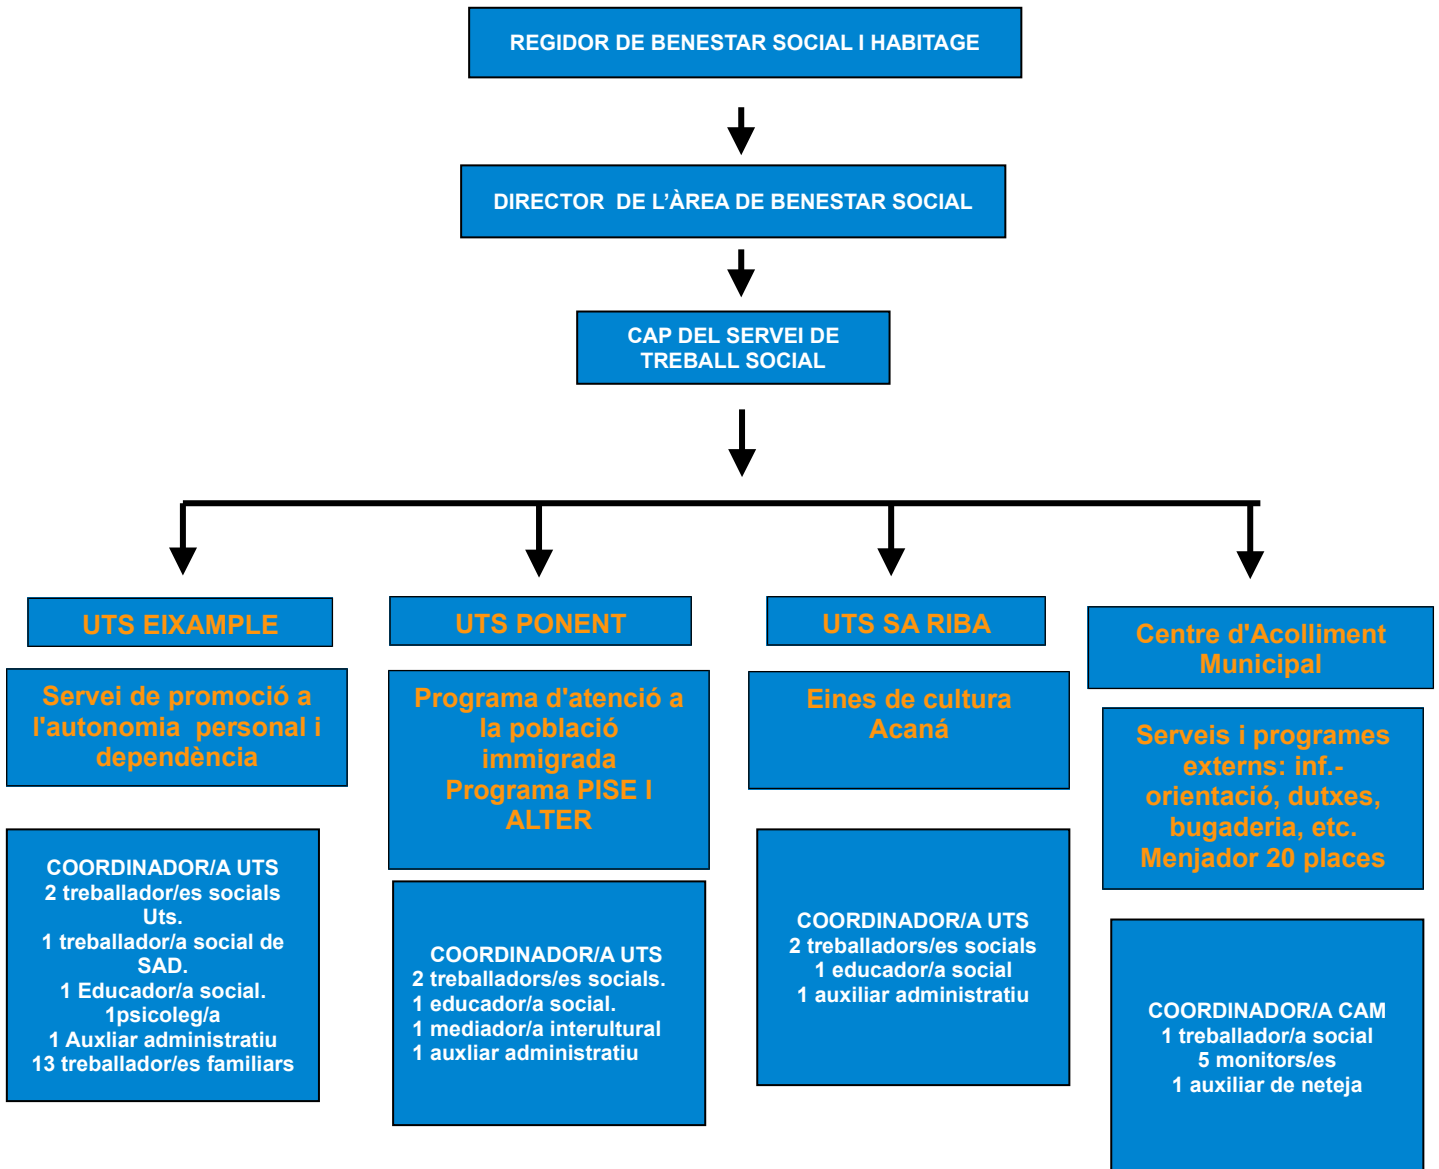 REGIDOR DE BENESTAR SOCIAL I HABITAGE
DIRECTOR DE L'ÀREA DE BENESTAR SOCIAL
CAP DEL SERVEI DE
TREBALL SOCIAL
UTS EIXAMPLE
Servei de promoció a
l'autonomia personal i
dependència
COORDINADOR/A UTS
2 treballador/es socials
Uts.
1 treballador/a social de
SAD.
1 Educador/a social.
1psicoleg/a
1 Auxliar administratiu
13 treballador/es familiars
UTS PONENT
Programa d'atenció a
la població
immigrada
Programa PISE I
ALTER
COORDINADOR/A UTS
2 treballadors/es socials.
1 educador/a social.
1 mediador/a interultural
1 auxliar administratiu
UTS SA RIBA
Eines de cultura
Acaná
COORDINADOR/A UTS
2 treballadors/es socials
1 educador/a social
1 auxiliar administratiu
Centre d'Acolliment
Municipal
Serveis i programes
externs: inf.-
orientació, dutxes,
bugaderia, etc.
Menjador 20 places
COORDINADOR/A CAM
1 treballador/a social
5 monitors/es
1 auxiliar de neteja